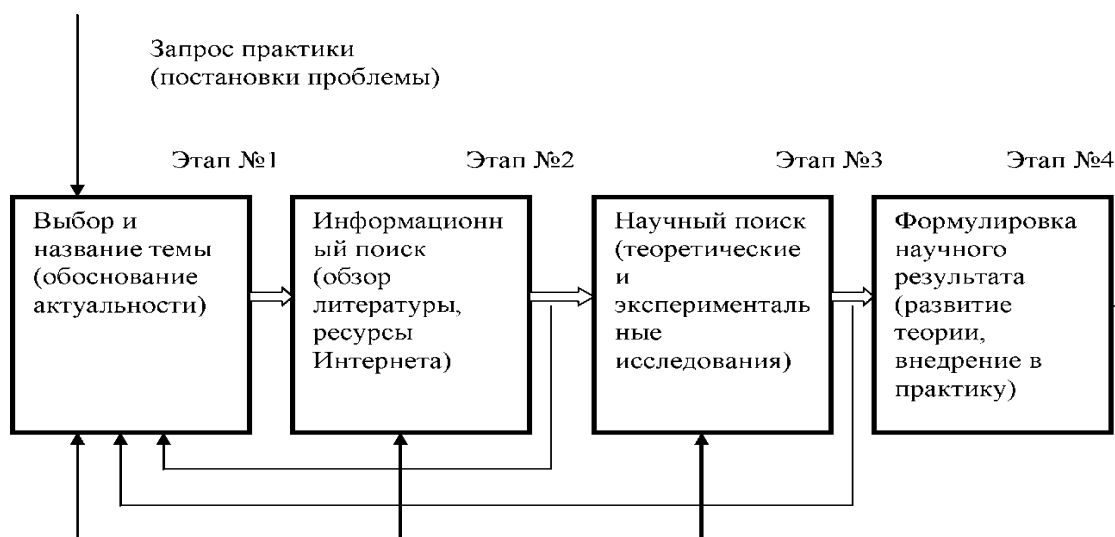 Запрос практики
(постановки проблемы)
Этап №1
Этап №2
Этап №3
Этап №4
Выбор и
название темы
(обоснование
актуальности)
Информационн
ый поиск
(обзор
литературы,
ресурсы
Интернета)
Научный поиск
(теоретические
и
эксперименталь
ные
исследования)
Формулировка
научного
результата
(развитие
теории,
внедрение в
практику)